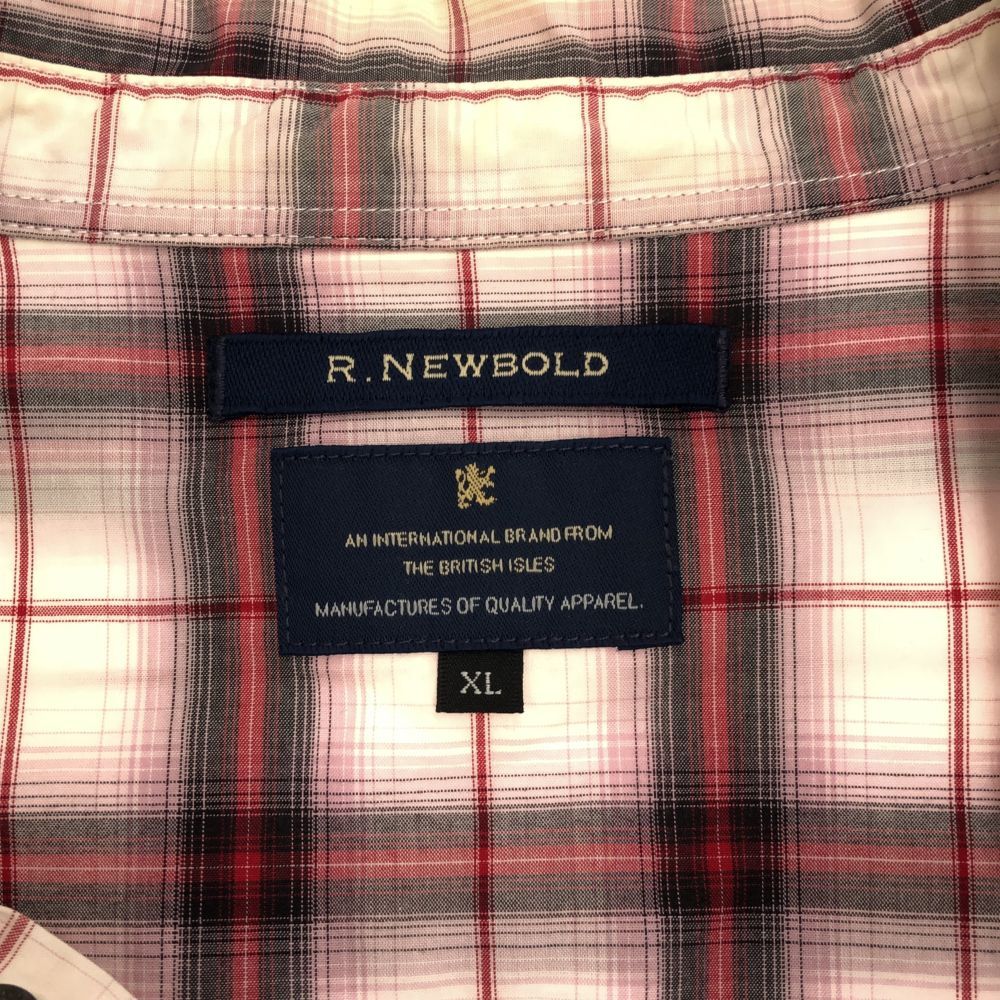 R. NEWBOLD
AN INTERNATIONAL BRAND FROM
THE BRITISH ISLES
MANUFACTURES OF QUALITY APPAREL.
XL